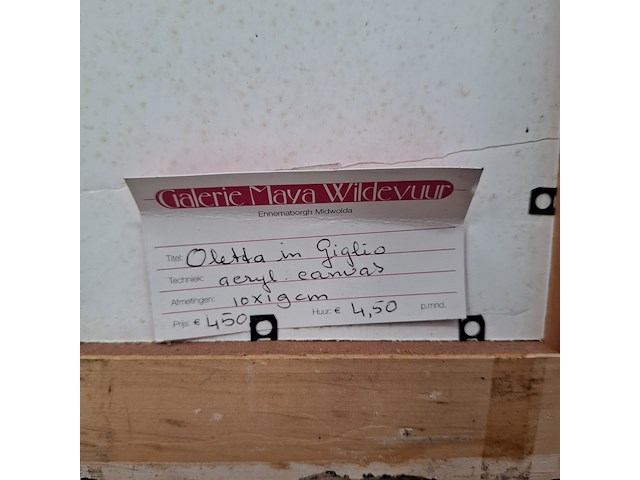 Galerie Maya Wildevuur
Ennemaborgh Midwolda
Titel: Oletta in Giglio
Techniek: acryl. canvas
Afmetingen: 10x19cm
Prijs: € 450 Huur: € 4,50 p.mnd.